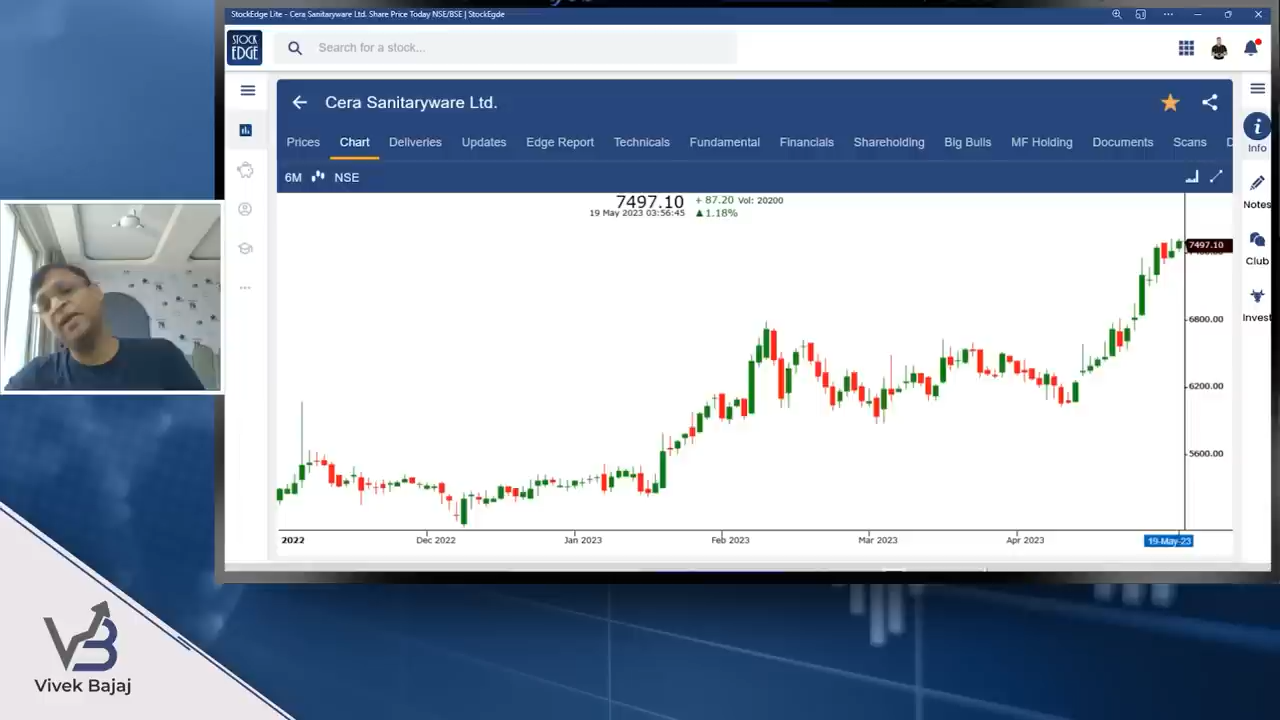 StockEdge Lite - Cera Sanitaryware Ltd. Share Price Today NSE/BSE | StockEgde
STOCK
EDGE
Search for a stock...
Cera Sanitaryware Ltd.
Prices Chart Deliveries Updates Edge Report Technicals Fundamental Financials Shareholding Big Bulls MF Holding Documents Scans D
6M NSE
7497.10 + 87.20 Vol: 20200
19 May 2023 03:56:45 ▲1.18%
7497.10
6800.00
6200.00
5600.00
2022 Dec 2022 Jan 2023 Feb 2023 Mar 2023 Apr 2023 19-May-23
Info
Notes
Club
Invest
VB
Vivek Bajaj